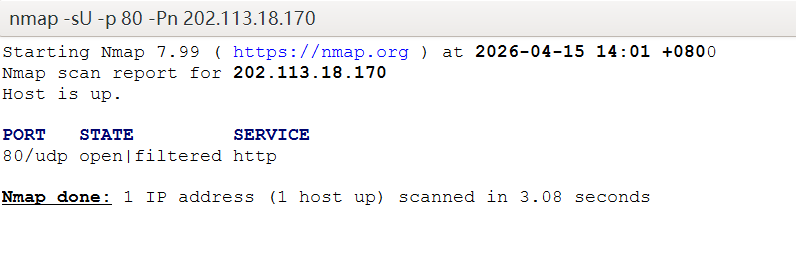 nmap -sU -p 80 -Pn 202.113.18.170
Starting Nmap 7.99 ( https://nmap.org ) at 2026-04-15 14:01 +0800
Nmap scan report for 202.113.18.170
Host is up.
PORT   STATE         SERVICE
80/udp open|filtered http
Nmap done: 1 IP address (1 host up) scanned in 3.08 seconds